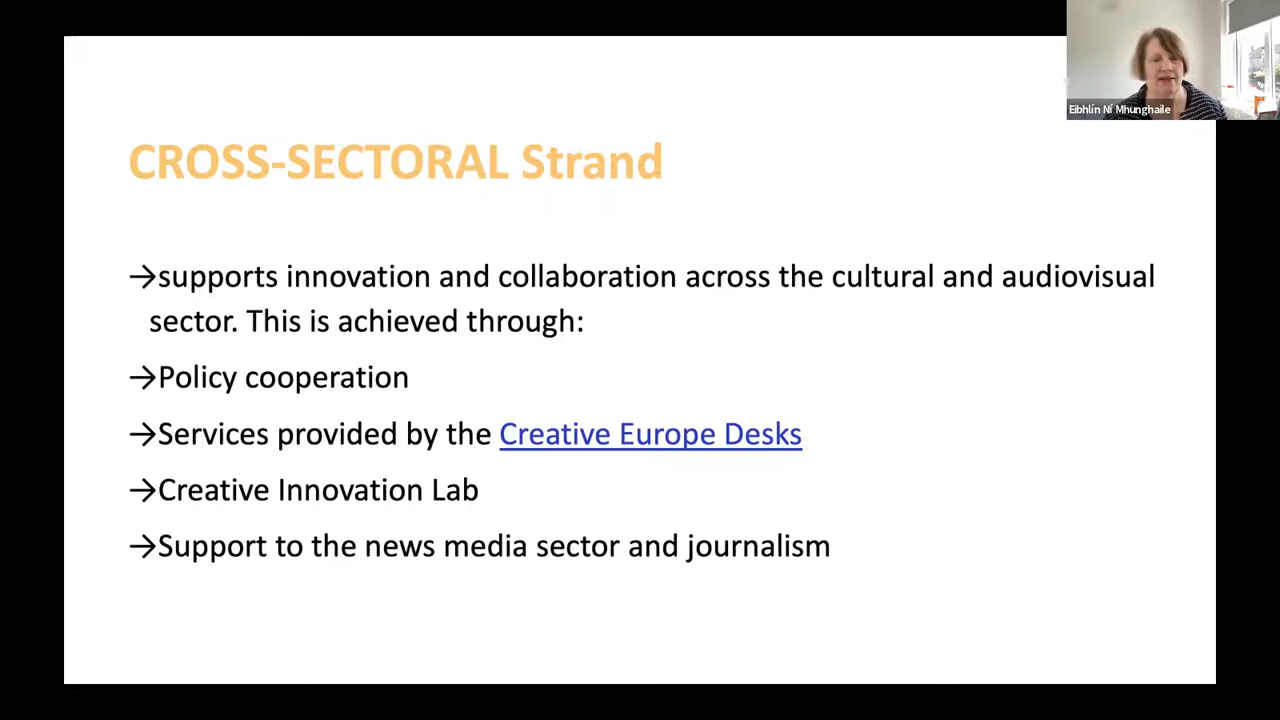 Eibhlín Ní Mhunghaile
CROSS-SECTORAL Strand
→supports innovation and collaboration across the cultural and audiovisual
sector. This is achieved through:
→Policy cooperation
→Services provided by the Creative Europe Desks
→Creative Innovation Lab
→Support to the news media sector and journalism